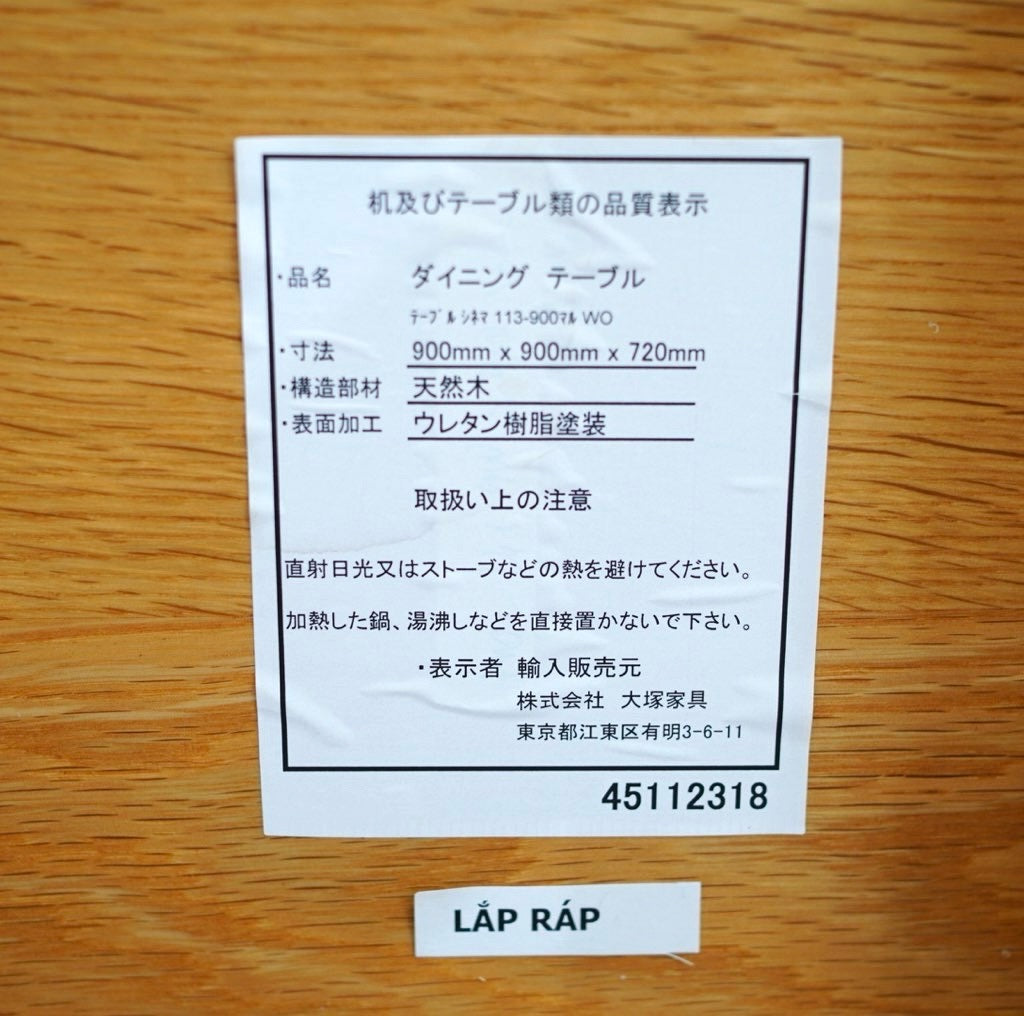 机及びテーブル類の品質表示
・品名 ダイニング テーブル
ﾃｰﾌﾞﾙ ｼﾈﾏ 113-900ﾏﾙ WO
・寸法 900mm x 900mm x 720mm
・構造部材 天然木
・表面加工 ウレタン樹脂塗装
取扱い上の注意
直射日光又はストーブなどの熱を避けてください。
加熱した鍋、湯沸しなどを直接置かないで下さい。
・表示者 輸入販売元
株式会社 大塚家具
東京都江東区有明3-6-11
45112318
LẮP RÁP